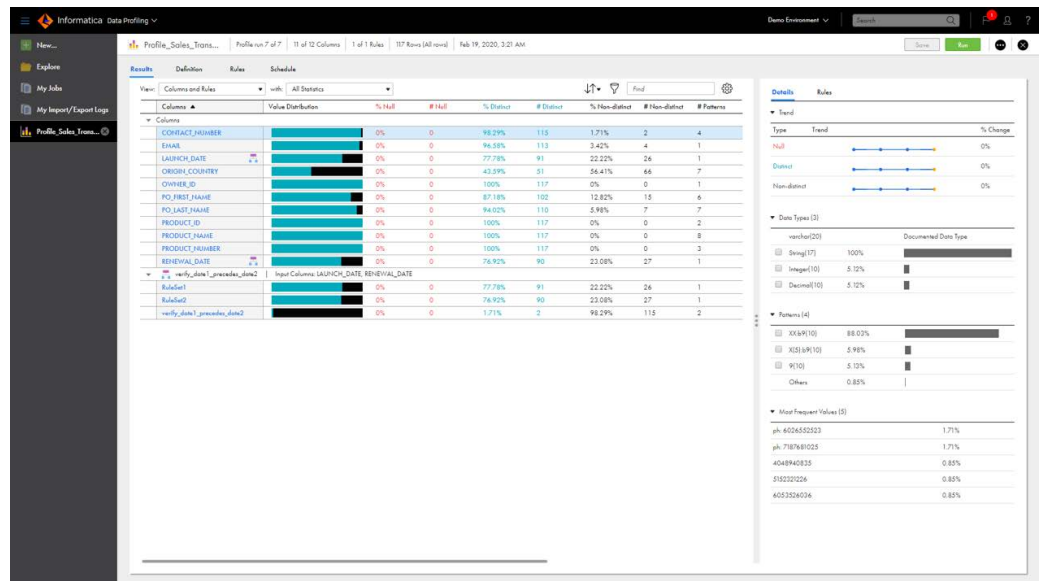 Informatica Data Profiling Demo Environment Search ?
New... Profile_Sales_Trans... Profile run 7 of 7 11 of 12 Columns 1 of 1 Rules 117 Rows (All rows) Feb 19, 2020, 3:21 AM Save Run
Explore
My Jobs
My Import/Export Logs
Profile_Sales_Trans...
Results Definition Rules Schedule
View: Columns and Rules with: All Statistics Find
Columns Value Distribution % Null # Null % Distinct # Distinct % Non-distinct # Non-distinct # Patterns
Columns
CONTACT_NUMBER 0% 0 98.29% 115 1.71% 2 4
EMAIL 0% 0 96.58% 113 3.42% 4 1
LAUNCH_DATE 0% 0 77.78% 91 22.22% 26 1
ORIGIN_COUNTRY 0% 0 43.59% 51 56.41% 66 7
OWNER_ID 0% 0 100% 117 0% 0 1
PO_FIRST_NAME 0% 0 87.18% 102 12.82% 15 6
PO_LAST_NAME 0% 0 94.02% 110 5.98% 7 7
PRODUCT_ID 0% 0 100% 117 0% 0 2
PRODUCT_NAME 0% 0 100% 117 0% 0 8
PRODUCT_NUMBER 0% 0 100% 117 0% 0 3
RENEWAL_DATE 0% 0 76.92% 90 23.08% 27 1
verify_date1_precedes_date2 | Input Columns: LAUNCH_DATE, RENEWAL_DATE
RuleSet1 0% 0 77.78% 91 22.22% 26 1
RuleSet2 0% 0 76.92% 90 23.08% 27 1
verify_date1_precedes_date2 0% 0 1.71% 2 98.29% 115 2
Details Rules
Trend
Type Trend % Change
Null 0%
Distinct 0%
Non-distinct 0%
Data Types (3)
varchar(20) Documented Data Type
String(17) 100%
Integer(10) 5.12%
Decimal(10) 5.12%
Patterns (4)
XX:b9(10) 88.03%
X(5):b9(10) 5.98%
9(10) 5.13%
Others 0.85%
Most Frequent Values (5)
ph: 6026552523 1.71%
ph: 7187681025 1.71%
4048940835 0.85%
5152321226 0.85%
6053526036 0.85%